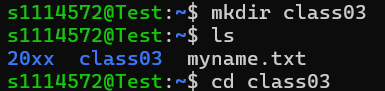 s1114572@Test:~$ mkdir class03
s1114572@Test:~$ ls
20xx  class03  myname.txt
s1114572@Test:~$ cd class03